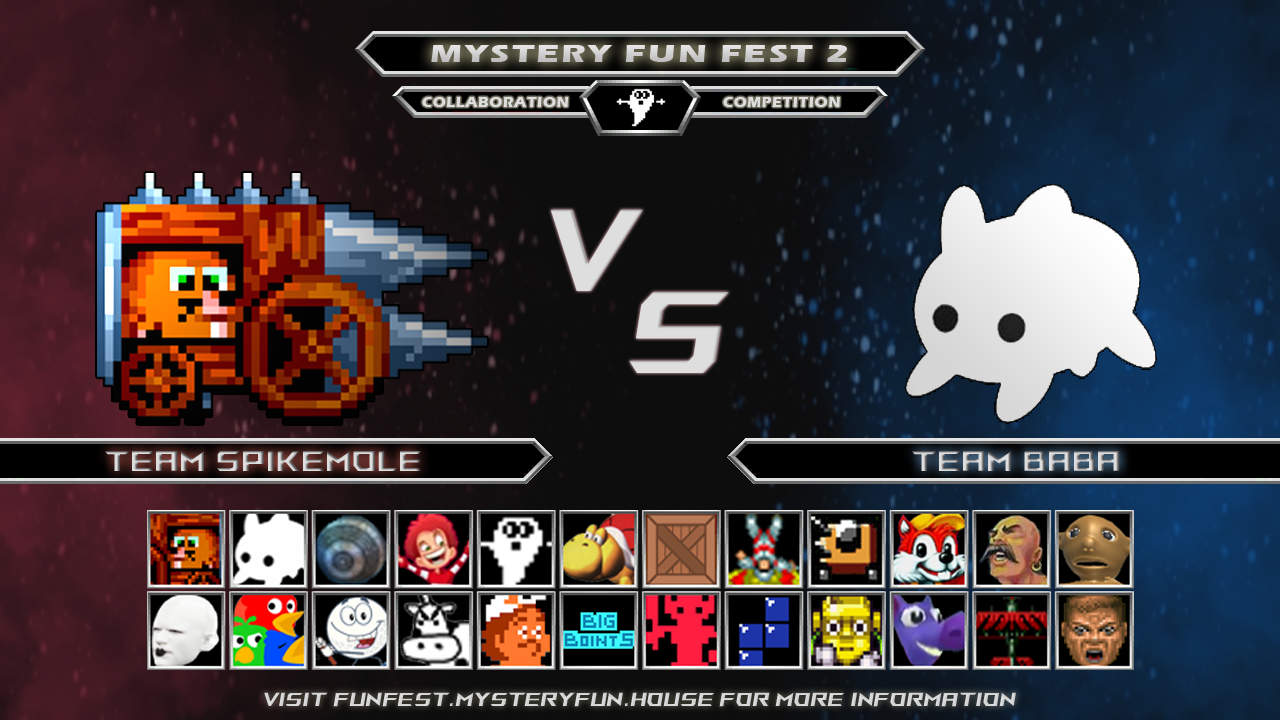 MYSTERY FUN FEST 2
COLLABORATION COMPETITION
VS
TEAM SPIKEMOLE
TEAM BABA
BIG
BOINTS
VISIT FUNFEST.MYSTERYFUN.HOUSE FOR MORE INFORMATION